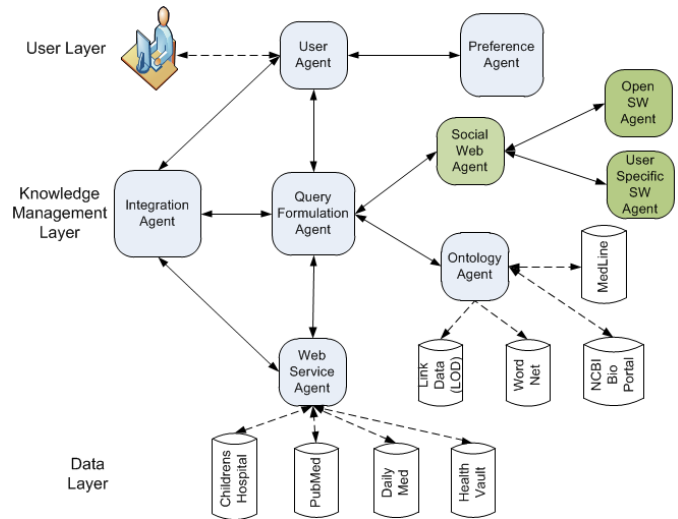 User Layer
User
Agent
Preference
Agent
Open
SW
Agent
Social
Web
Agent
User
Specific
SW Agent
Knowledge
Management
Layer
Integration
Agent
Query
Formulation
Agent
Ontology
Agent
MedLine
Link
Data
(LOD)
Word
Net
NCBI
Bio
Portal
Web
Service
Agent
Data
Layer
Childrens
Hospital
PubMed
Daily
Med
Health
Vault